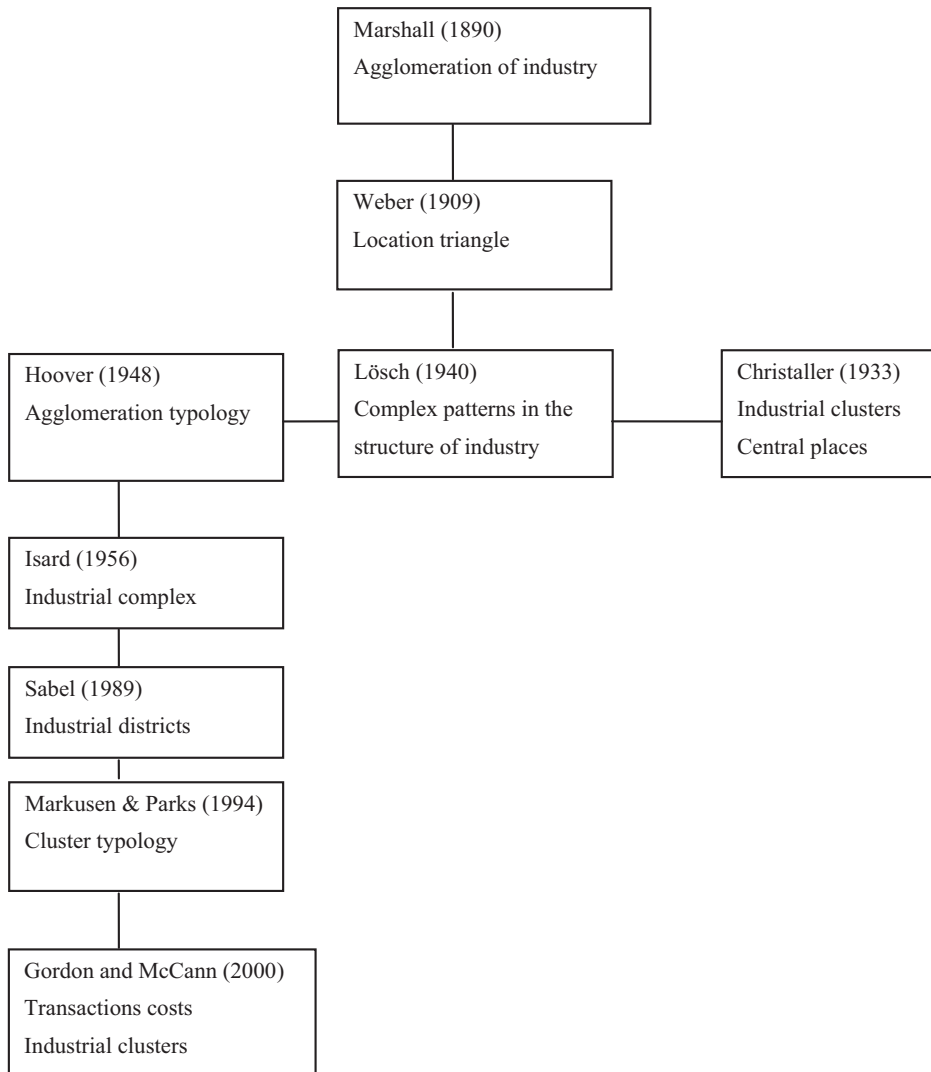 Marshall (1890)
Agglomeration of industry
Weber (1909)
Location triangle
Hoover (1948)
Agglomeration typology
Lösch (1940)
Complex patterns in the
structure of industry
Christaller (1933)
Industrial clusters
Central places
Isard (1956)
Industrial complex
Sabel (1989)
Industrial districts
Markusen & Parks (1994)
Cluster typology
Gordon and McCann (2000)
Transactions costs
Industrial clusters